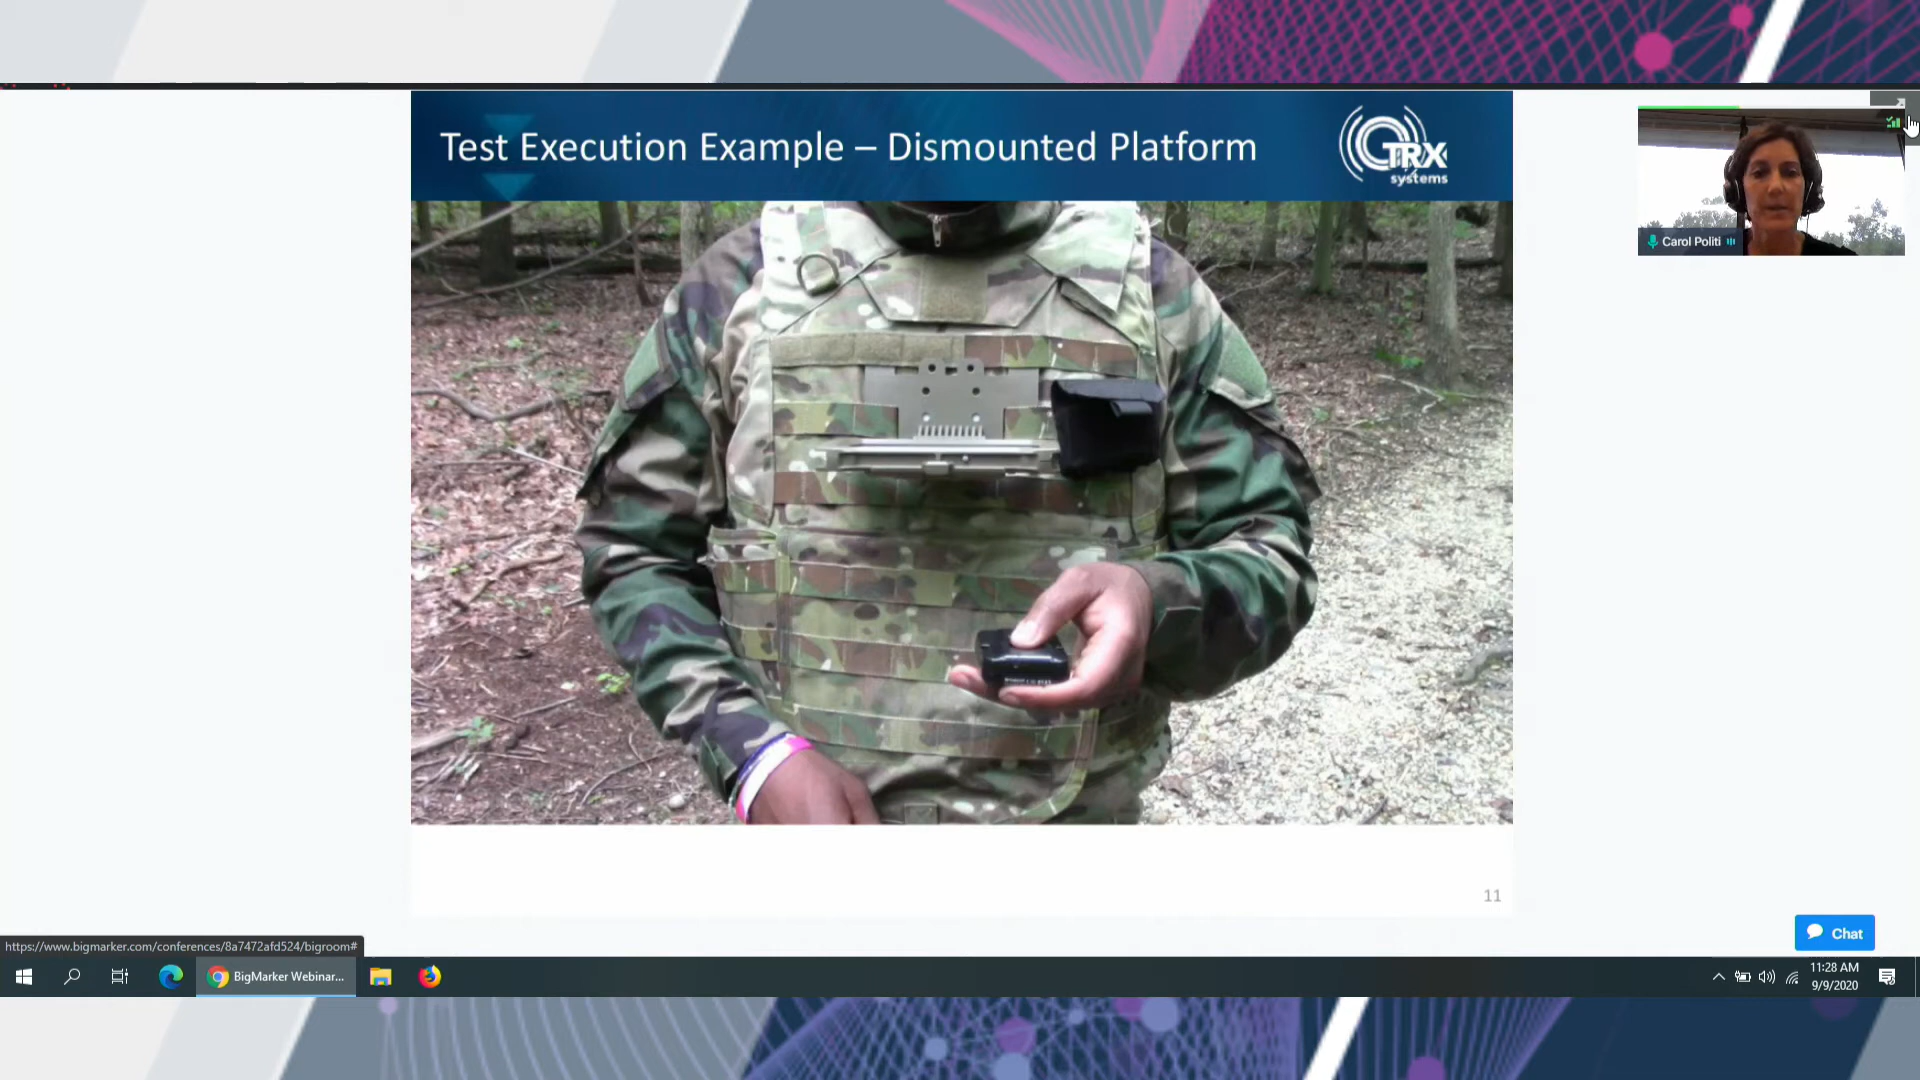 Test Execution Example – Dismounted Platform
TRX
systems
Carol Politi
11
Chat
https://www.bigmarker.com/conferences/8a7472afd524/bigroom#
BigMarker Webinar...
11:28 AM
9/9/2020